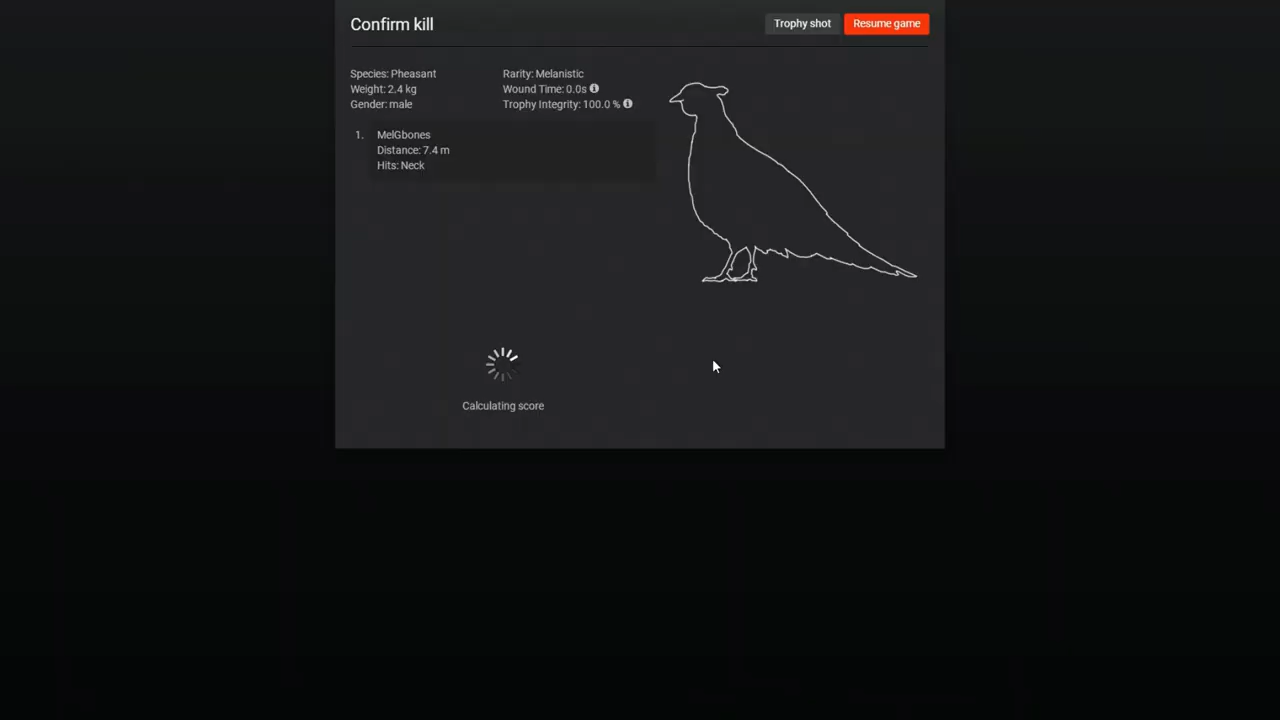 Confirm kill
Trophy shot
Resume game
Species: Pheasant
Weight: 2.4 kg
Gender: male
Rarity: Melanistic
Wound Time: 0.0s
Trophy Integrity: 100.0 %
1. MelGbones
Distance: 7.4 m
Hits: Neck
Calculating score